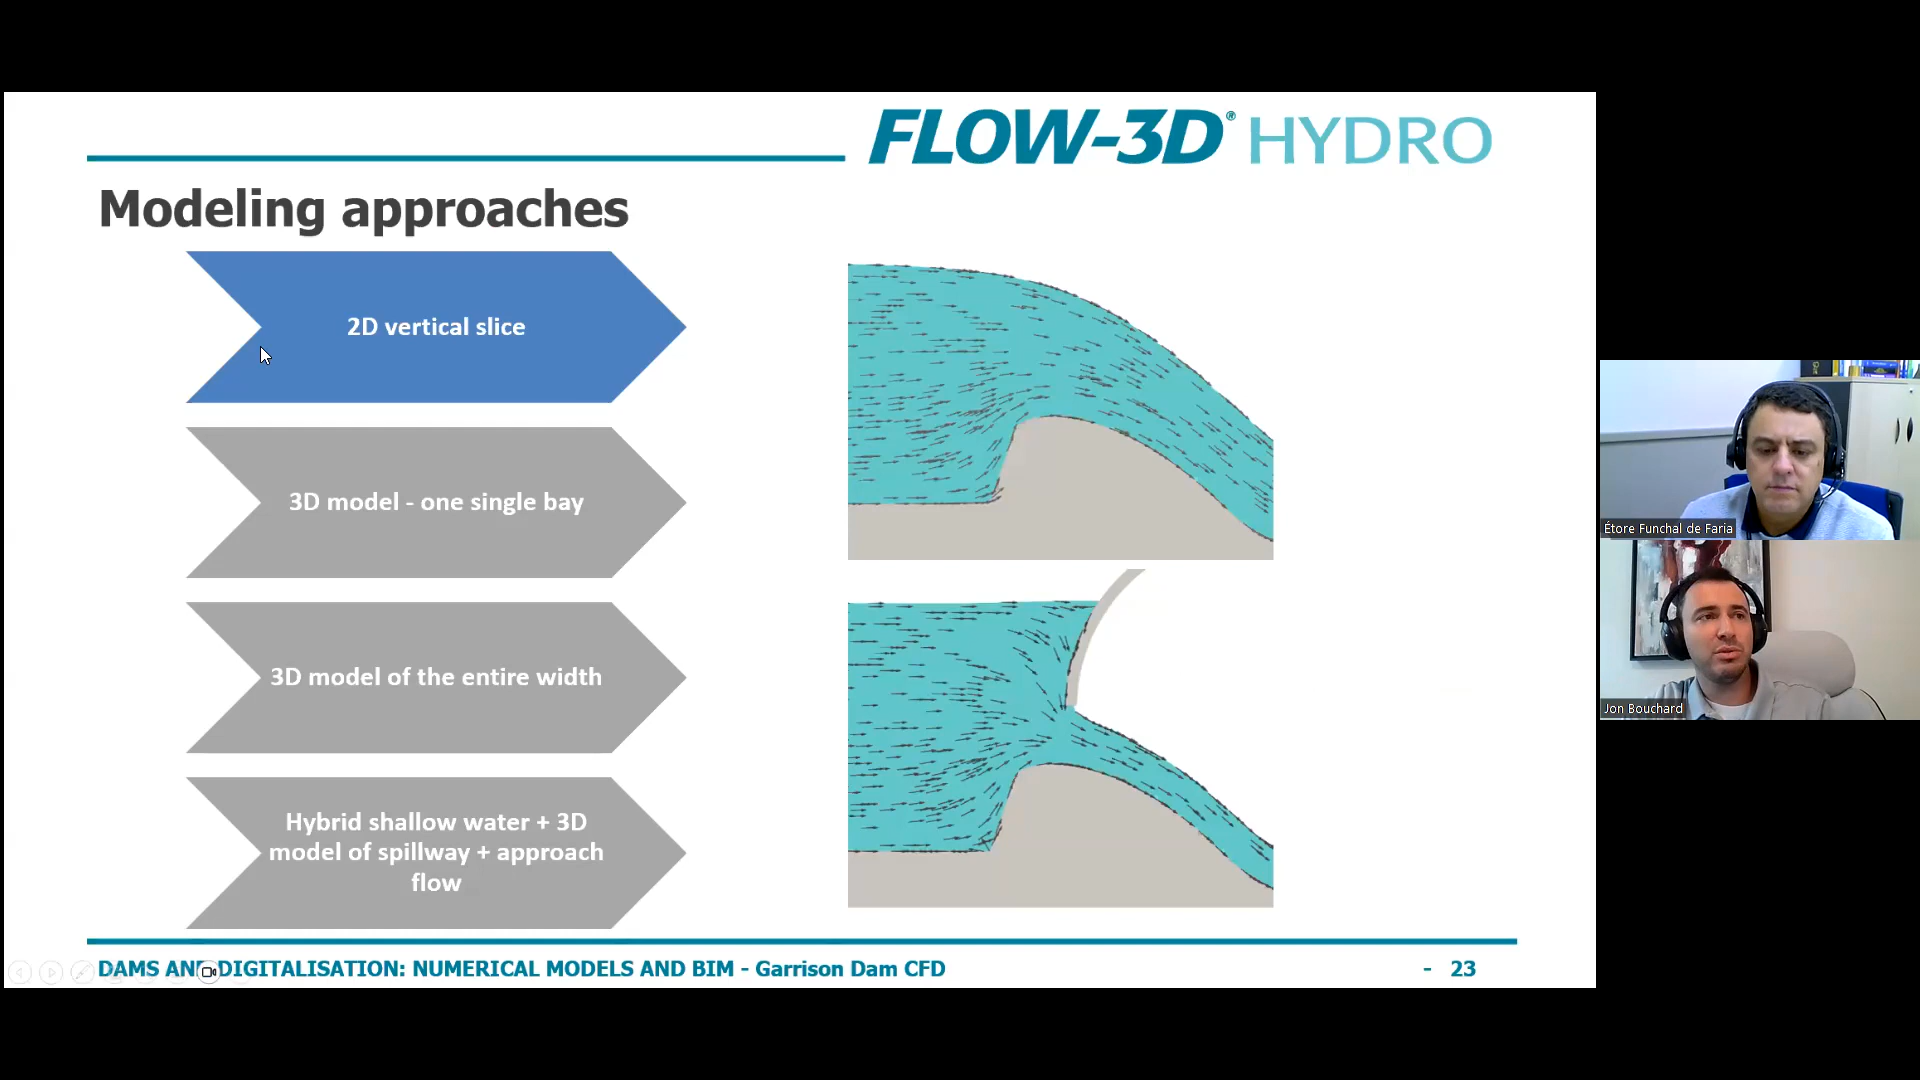 FLOW-3D® HYDRO
Modeling approaches
2D vertical slice
3D model - one single bay
3D model of the entire width
Hybrid shallow water + 3D
model of spillway + approach
flow
DAMS AND DIGITALISATION: NUMERICAL MODELS AND BIM - Garrison Dam CFD
- 23
Étore Funchal de Faria
Jon Bouchard